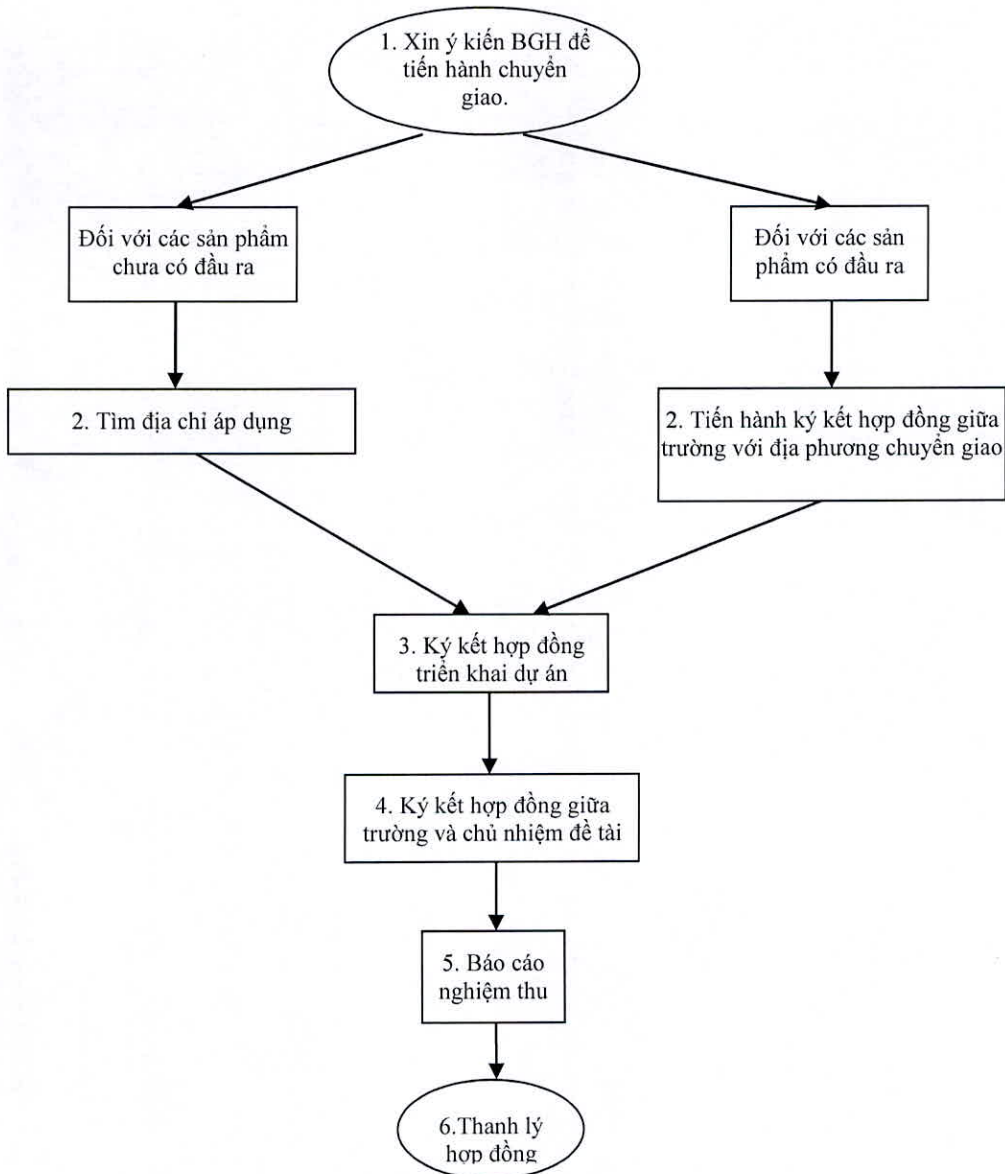 1. Xin ý kiến BGH để
tiến hành chuyển
giao.
Đối với các sản phẩm
chưa có đầu ra
Đối với các sản
phẩm có đầu ra
2. Tìm địa chỉ áp dụng
2. Tiến hành ký kết hợp đồng giữa
trường với địa phương chuyển giao
3. Ký kết hợp đồng
triển khai dự án
4. Ký kết hợp đồng giữa
trường và chủ nhiệm đề tài
5. Báo cáo
nghiệm thu
6.Thanh lý
hợp đồng